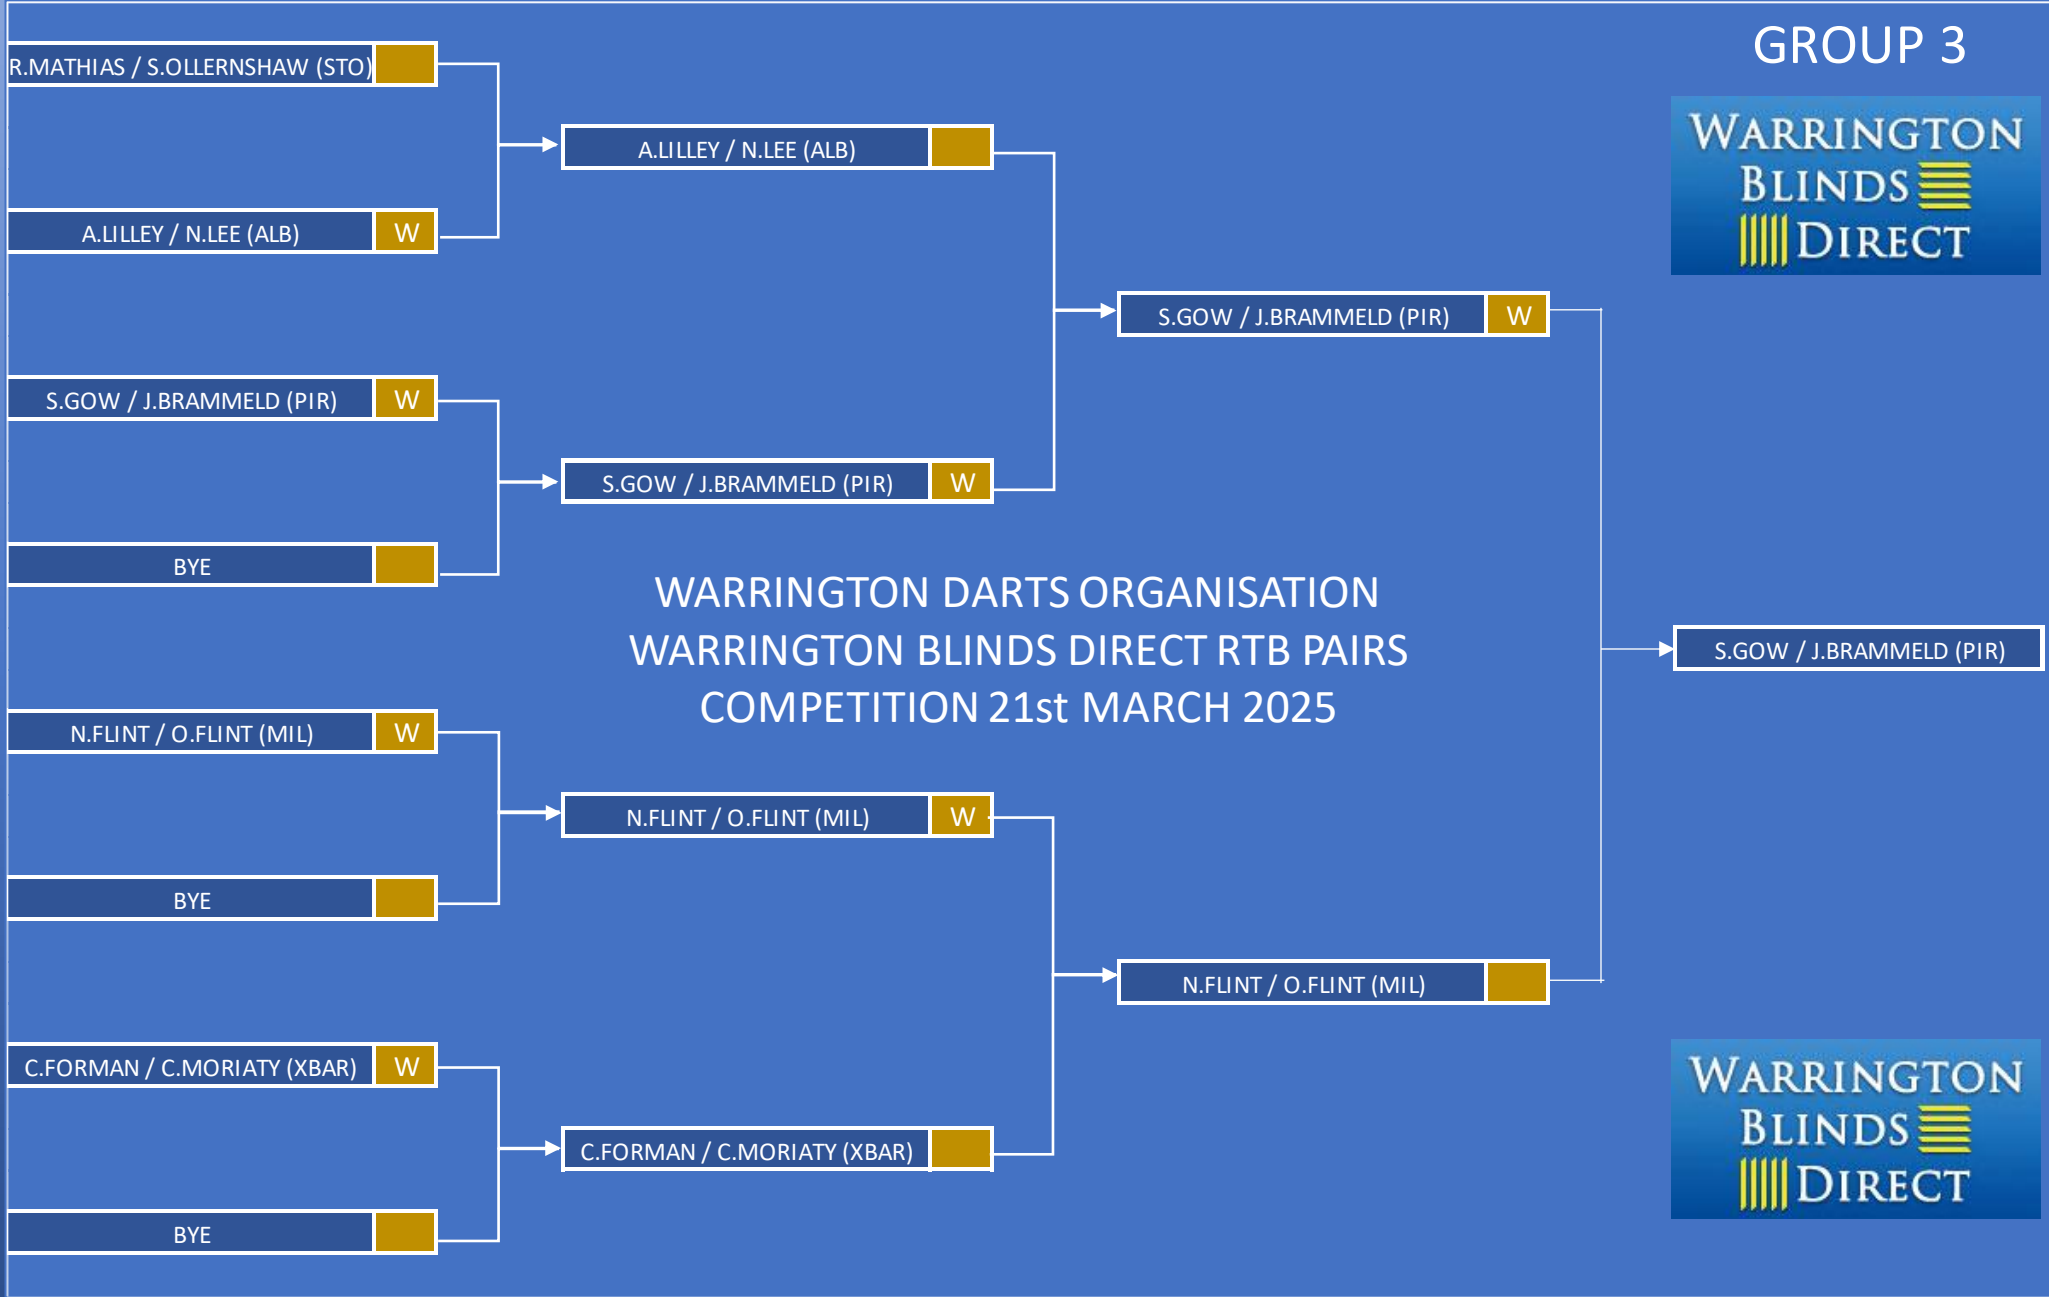 GROUP 3
WARRINGTON
BLINDS
DIRECT
R.MATHIAS / S.OLLERNSHAW (STO)
A.LILLEY / N.LEE (ALB) W
S.GOW / J.BRAMMELD (PIR) W
BYE
N.FLINT / O.FLINT (MIL) W
BYE
C.FORMAN / C.MORIATY (XBAR) W
BYE
A.LILLEY / N.LEE (ALB)
S.GOW / J.BRAMMELD (PIR) W
WARRINGTON DARTS ORGANISATION
WARRINGTON BLINDS DIRECT RTB PAIRS
COMPETITION 21st MARCH 2025
N.FLINT / O.FLINT (MIL) W
C.FORMAN / C.MORIATY (XBAR)
S.GOW / J.BRAMMELD (PIR) W
N.FLINT / O.FLINT (MIL)
S.GOW / J.BRAMMELD (PIR)
WARRINGTON
BLINDS
DIRECT